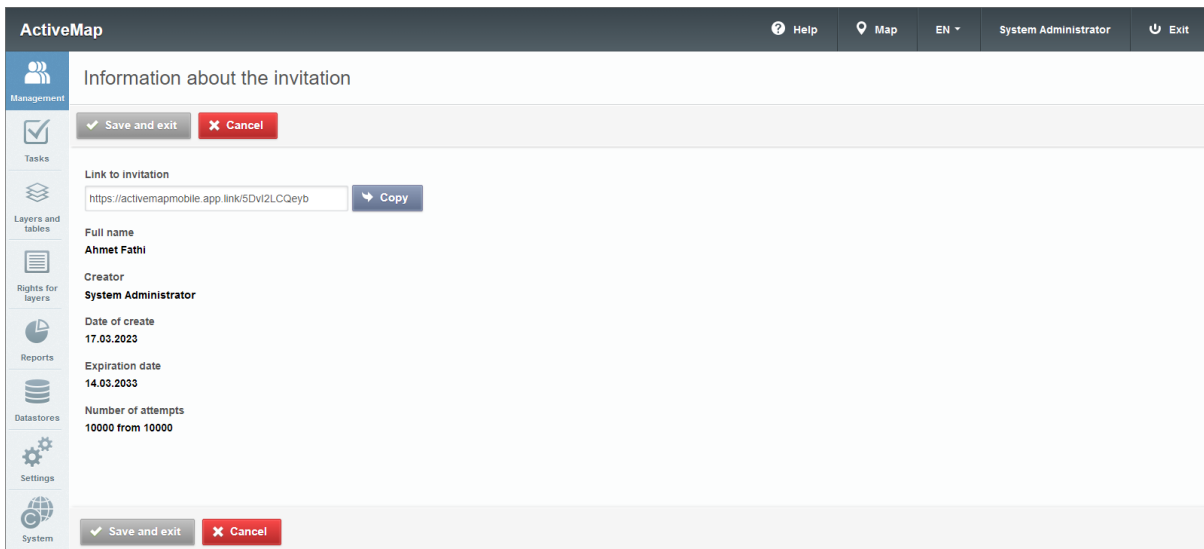 ActiveMap
Help
Map
EN
System Administrator
Exit
Management
Information about the invitation
Save and exit
Cancel
Tasks
Layers and
tables
Rights for
layers
Reports
Datastores
Settings
System
Link to invitation
https://activemapmobile.app.link/5Dvl2LCQeyb
Copy
Full name
Ahmet Fathi
Creator
System Administrator
Date of create
17.03.2023
Expiration date
14.03.2033
Number of attempts
10000 from 10000
Save and exit
Cancel